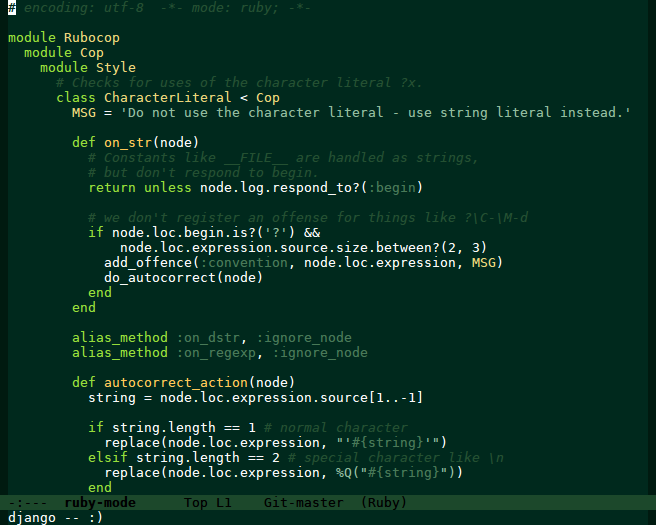 # encoding: utf-8  -*- mode: ruby; -*-

module Rubocop
  module Cop
    module Style
      # Checks for uses of the character literal ?x.
      class CharacterLiteral < Cop
        MSG = 'Do not use the character literal - use string literal instead.'

        def on_str(node)
          # Constants like __FILE__ are handled as strings,
          # but don't respond to begin.
          return unless node.log.respond_to?(:begin)

          # we don't register an offense for things like ?\C-\M-d
          if node.loc.begin.is?('?') &&
              node.loc.expression.source.size.between?(2, 3)
            add_offence(:convention, node.loc.expression, MSG)
            do_autocorrect(node)
          end
        end

        alias_method :on_dstr, :ignore_node
        alias_method :on_regexp, :ignore_node

        def autocorrect_action(node)
          string = node.loc.expression.source[1..-1]

          if string.length == 1 # normal character
            replace(node.loc.expression, "'#{string}'")
          elsif string.length == 2 # special character like \n
            replace(node.loc.expression, %Q("#{string}"))
          end
-:---  ruby-mode      Top L1    Git-master  (Ruby)
django -- :)